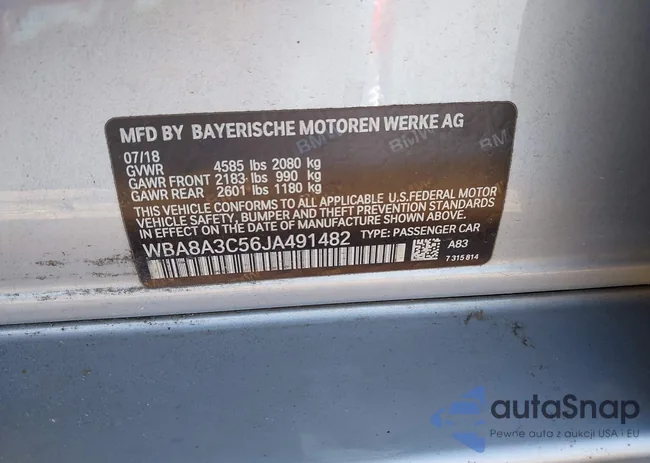 MFD BY BAYERISCHE MOTOREN WERKE AG
07/18
GVWR 4585 lbs 2080 kg
GAWR FRONT 2183 lbs 990 kg
GAWR REAR 2601 lbs 1180 kg
THIS VEHICLE CONFORMS TO ALL APPLICABLE U.S.FEDERAL MOTOR
VEHICLE SAFETY, BUMPER AND THEFT PREVENTION STANDARDS
IN EFFECT ON THE DATE OF MANUFACTURE SHOWN ABOVE.
WBA8A3C56JA491482 TYPE: PASSENGER CAR
A83
7 315 814
autaSnap
Pewne auta z aukcji USA i EU